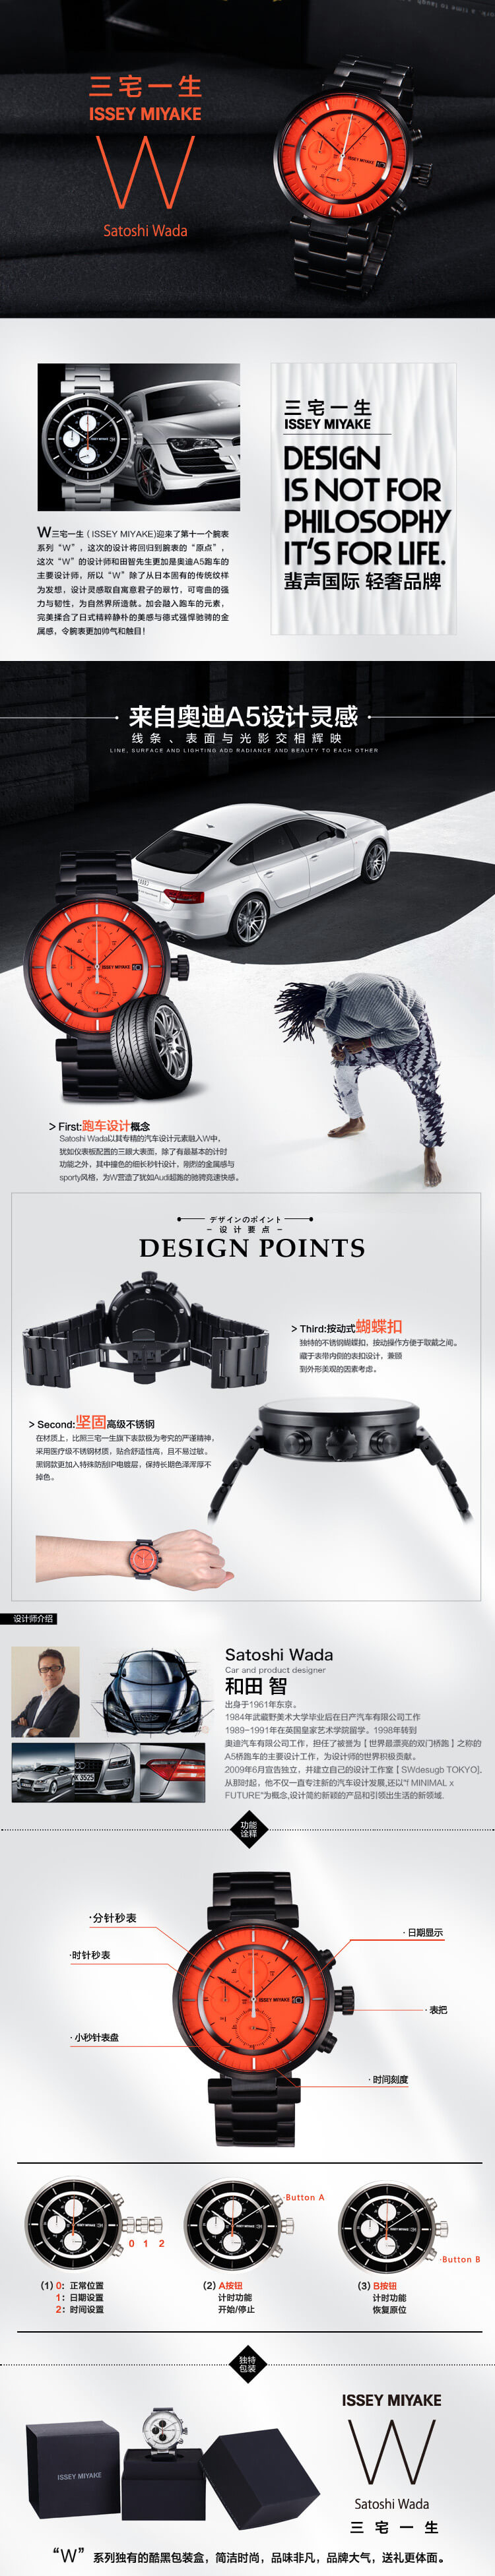 三宅一生
ISSEY MIYAKE
W
Satoshi Wada
三宅一生
ISSEY MIYAKE
DESIGN
IS NOT FOR
PHILOSOPHY
IT'S FOR LIFE.
蜚声国际 轻奢品牌
W三宅一生 ( ISSEY MIYAKE)迎来了第十一个腕表
系列“W”，这次的设计将回归到腕表的“原点”，
这次“W”的设计师和田智先生更加是奥迪A5跑车的
主要设计师，所以“W”除了从日本固有的传统纹样
为发想，设计灵感取自寓意君子的翠竹，可弯曲的强
力与韧性，为自然界所造就。加会融入跑车的元素，
完美揉合了日式精粹静朴的美感与德式强悍驰骋的金
属感，令腕表更加帅气和触目!
来自奥迪A5设计灵感
线条、表面与光影交相辉映
LINE, SURFACE AND LIGHTING ADD RADIANCE AND BEAUTY TO EACH OTHER
> First:跑车设计概念
Satoshi Wada以其专精的汽车设计元素融入W中，
犹如仪表板配置的三眼大表面，除了有最基本的计时
功能之外，其中撞色的细长秒针设计，刚烈的金属感与
sporty风格，为W营造了犹如Audi超跑的驰骋竞速快感。
デザインのポイント
– 设 计 要 点 –
DESIGN POINTS
> Third:按动式蝴蝶扣
独特的不锈钢蝴蝶扣，按动操作方便于取戴之间。
藏于表带内侧的表扣设计，兼顾
到外形美观的因素考虑。
> Second:坚固高级不锈钢
在材质上，比照三宅一生旗下表款极为考究的严谨精神，
采用医疗级不锈钢材质，贴合舒适性高，且不易过敏。
黑钢款更加入特殊防刮IP电镀层，保持长期色泽浑厚不
掉色。
设计师介绍
Satoshi Wada
Car and product designer
和田 智
出身于1961年东京。
1984年武藏野美术大学毕业后在日产汽车有限公司工作
1989-1991年在英国皇家艺术学院留学。1998年转到
奥迪汽车有限公司工作，担任了被誉为【世界最漂亮的双门轿跑】之称的
A5轿跑车的主要设计工作，为设计师的世界积极贡献。
2009年6月宣告独立，并建立自己的设计工作室【SWdesugb TOKYO],
从那时起，他不仅一直专注新的汽车设计发展,还以"「MINIMAL x
FUTURE"为概念,设计简约新颖的产品和引领出生活的新领域.
功能
诠释
·分针秒表
·时针秒表
·小秒针表盘
·日期显示
·表把
·时间刻度
0 1 2
·Button A
·Button B
(1) 0：正常位置
1：日期设置
2：时间设置
(2) A按钮
计时功能
开始/停止
(3) B按钮
计时功能
恢复原位
独特
包装
ISSEY MIYAKE
ISSEY MIYAKE
W
Satoshi Wada
三宅一生
“W” 系列独有的酷黑包装盒，简洁时尚，品味非凡，品牌大气，送礼更体面。